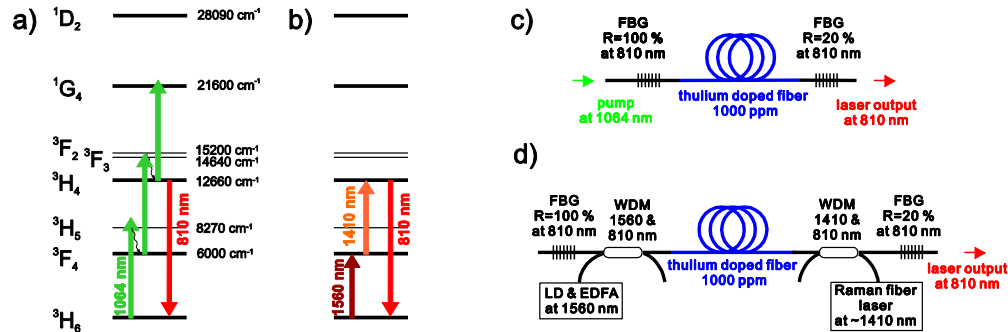 a)
¹D₂
28090 cm⁻¹
¹G₄
21600 cm⁻¹
³F₂
³F₃
15200 cm⁻¹
14640 cm⁻¹
³H₄
12660 cm⁻¹
³H₅
8270 cm⁻¹
³F₄
6000 cm⁻¹
³H₆
1064 nm
810 nm
b)
1560 nm
1410 nm
810 nm
c)
FBG
R=100 %
at 810 nm
FBG
R=20 %
at 810 nm
pump
at 1064 nm
thulium doped fiber
1000 ppm
laser output
at 810 nm
d)
FBG
R=100 %
at 810 nm
WDM
1560 &
810 nm
WDM
1410 &
810 nm
FBG
R=20 %
at 810 nm
thulium doped fiber
1000 ppm
laser output
at 810 nm
LD & EDFA
at 1560 nm
Raman fiber
laser
at ~1410 nm